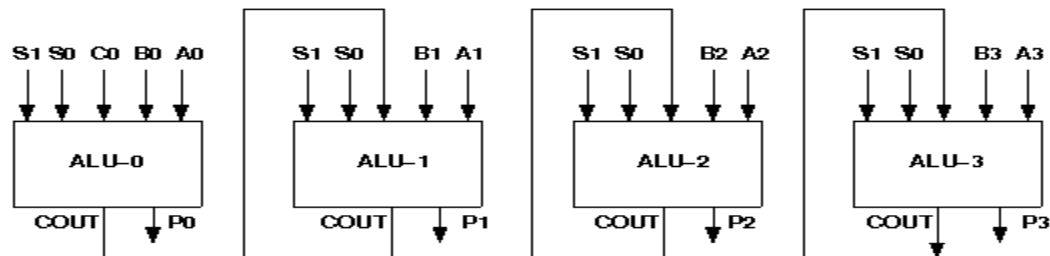 S1 S0 C0 B0 A0 S1 S0 B1 A1 S1 S0 B2 A2 S1 S0 B3 A3
ALU-0 ALU-1 ALU-2 ALU-3
COUT P0 COUT P1 COUT P2 COUT P3